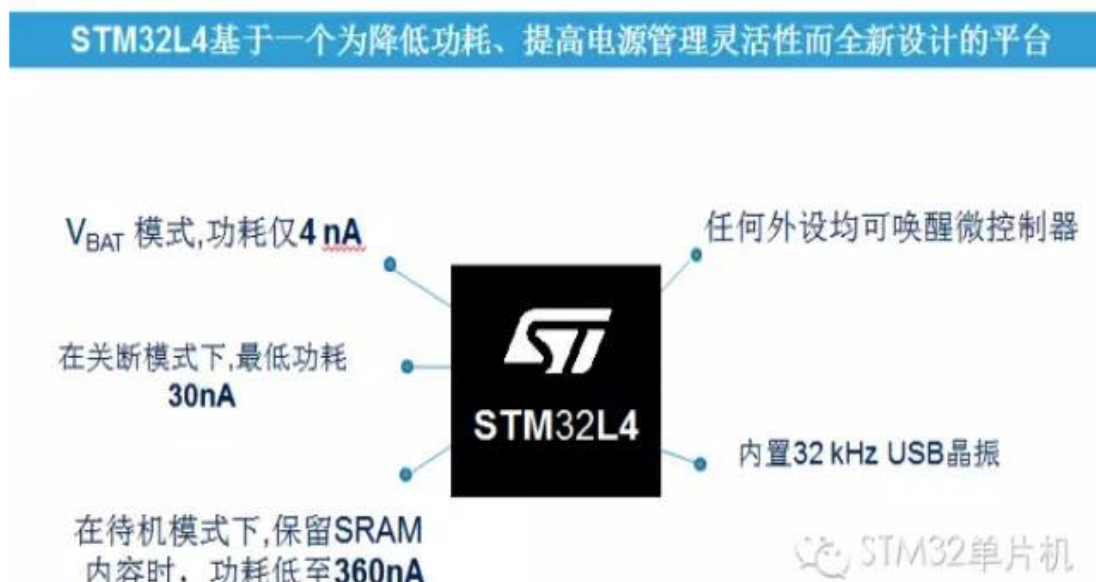 STM32L4基于一个为降低功耗、提高电源管理灵活性而全新设计的平台
VBAT 模式,功耗仅4 nA
任何外设均可唤醒微控制器
在关断模式下,最低功耗
30nA
ST
STM32L4
内置32 kHz USB晶振
在待机模式下,保留SRAM
内容时，功耗低至360nA
STM32单片机